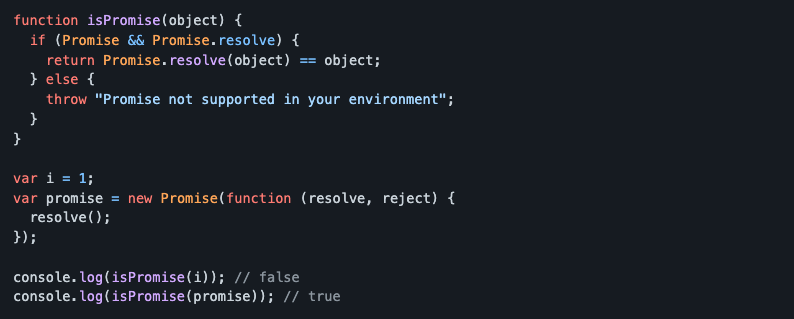 function isPromise(object) {
  if (Promise && Promise.resolve) {
    return Promise.resolve(object) == object;
  } else {
    throw "Promise not supported in your environment";
  }
}

var i = 1;
var promise = new Promise(function (resolve, reject) {
  resolve();
});

console.log(isPromise(i)); // false
console.log(isPromise(promise)); // true